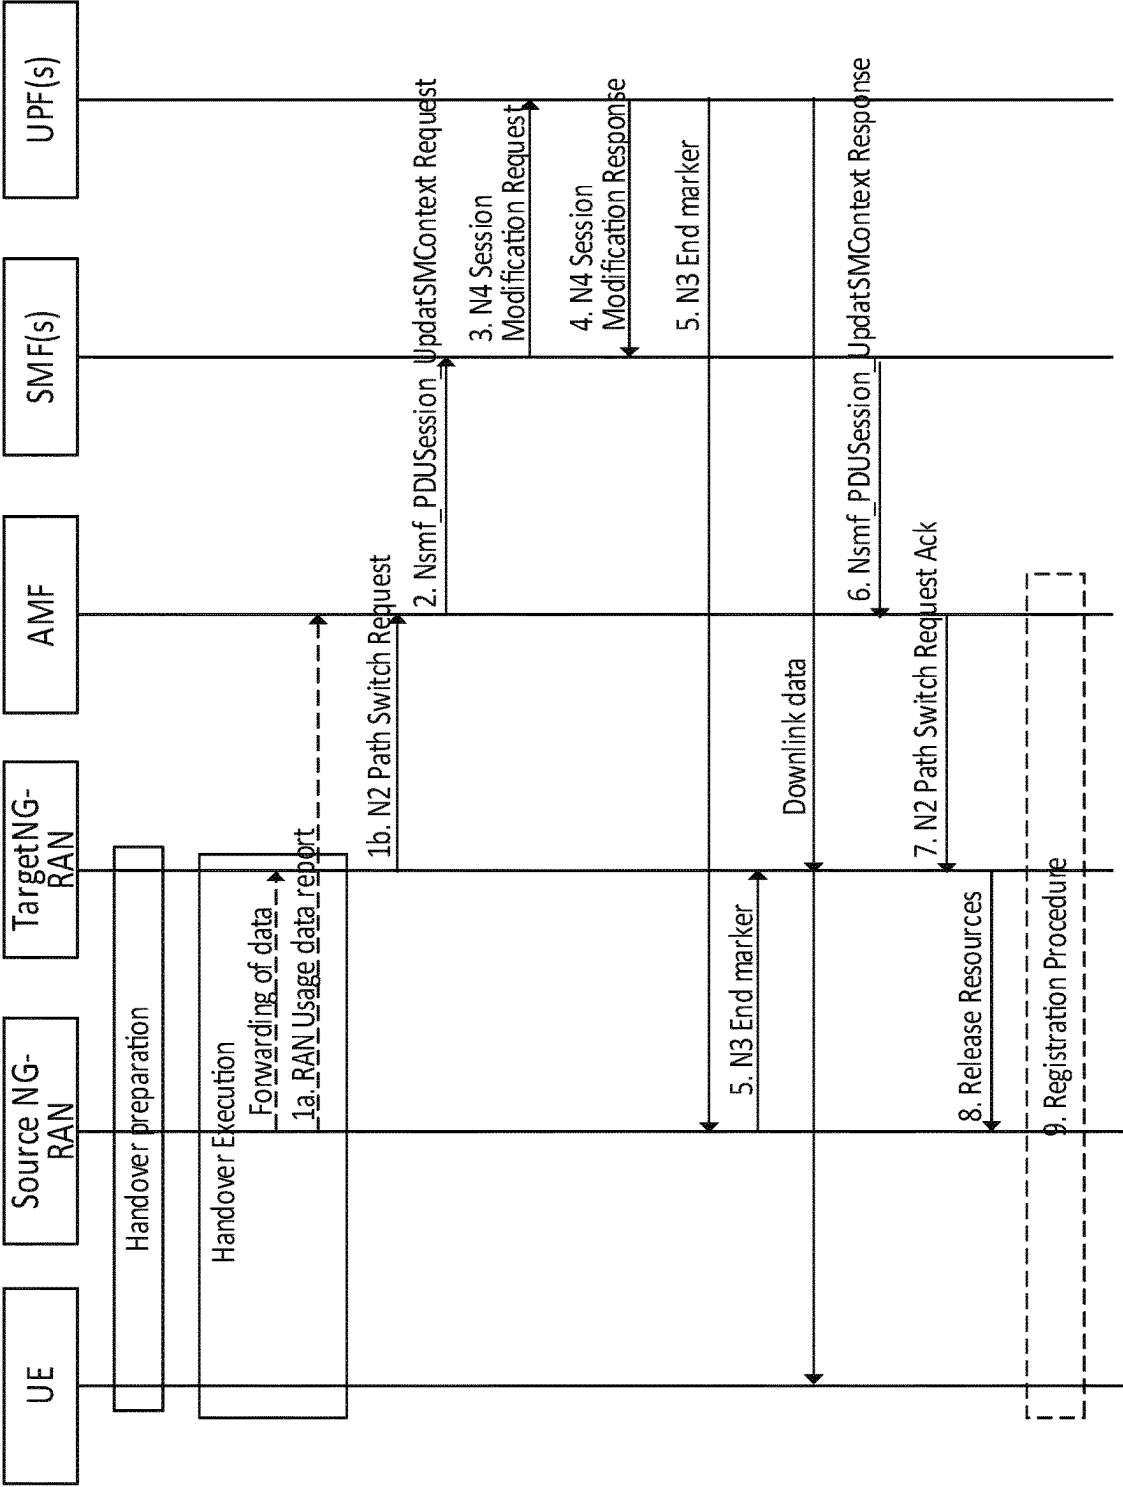 UE
Source NG-
RAN
TargetNG-
RAN
AMF
SMF(s)
UPF(s)
Handover preparation
Handover Execution
Forwarding of data
1a. RAN Usage data report
1b. N2 Path Switch Request
2. Nsmf_PDUSession_UpdatSMContext Request
3. N4 Session
Modification Request
4. N4 Session
Modification Response
5. N3 End marker
5. N3 End marker
Downlink data
6. Nsmf_PDUSession_UpdatSMContext Response
7. N2 Path Switch Request Ack
8. Release Resources
9. Registration Procedure